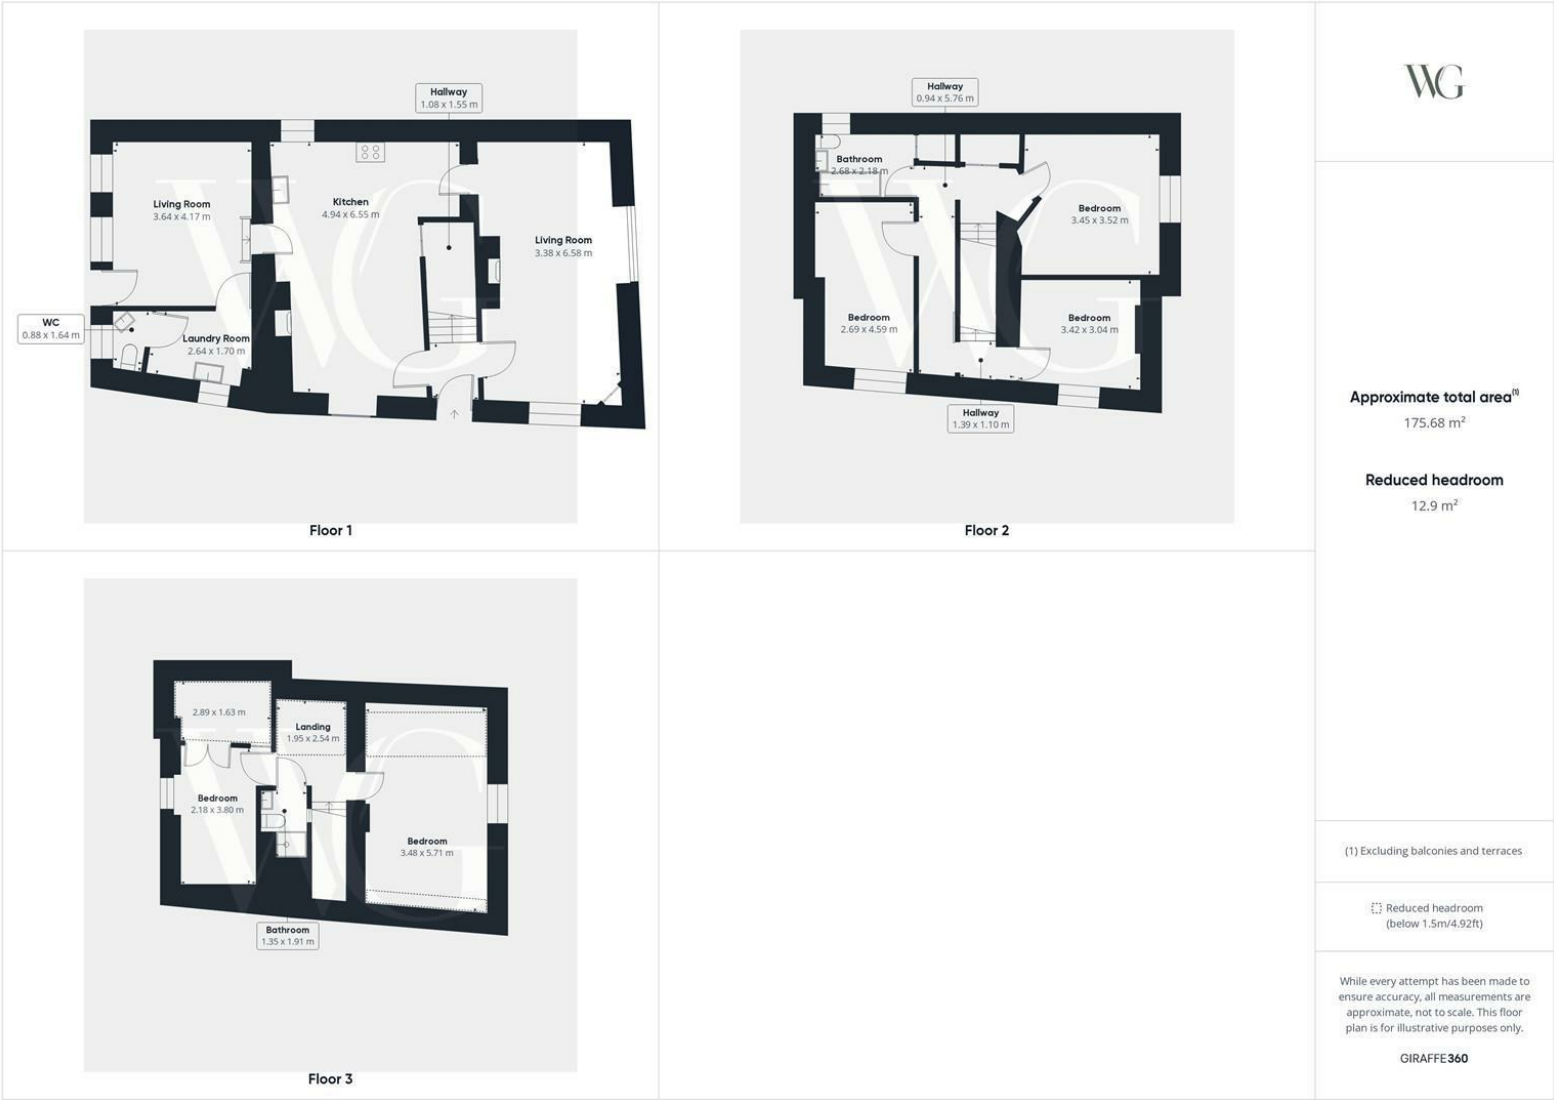 Hallway
1.08 x 1.55 m
Living Room
3.64 x 4.17 m
Kitchen
4.94 x 6.55 m
Living Room
3.38 x 6.58 m
WC
0.88 x 1.64 m
Laundry Room
2.64 x 1.70 m
Floor 1
Hallway
0.94 x 5.76 m
Bathroom
2.68 x 2.18 m
Bedroom
3.45 x 3.52 m
Bedroom
2.69 x 4.59 m
Bedroom
3.42 x 3.04 m
Hallway
1.39 x 1.10 m
Floor 2
2.89 x 1.63 m
Landing
1.95 x 2.54 m
Bedroom
2.18 x 3.80 m
Bedroom
3.48 x 5.71 m
Bathroom
1.35 x 1.91 m
Floor 3
WG
Approximate total area(1)
175.68 m²
Reduced headroom
12.9 m²
(1) Excluding balconies and terraces
Reduced headroom
(below 1.5m/4.92ft)
While every attempt has been made to
ensure accuracy, all measurements are
approximate, not to scale. This floor
plan is for illustrative purposes only.
GIRAFFE360